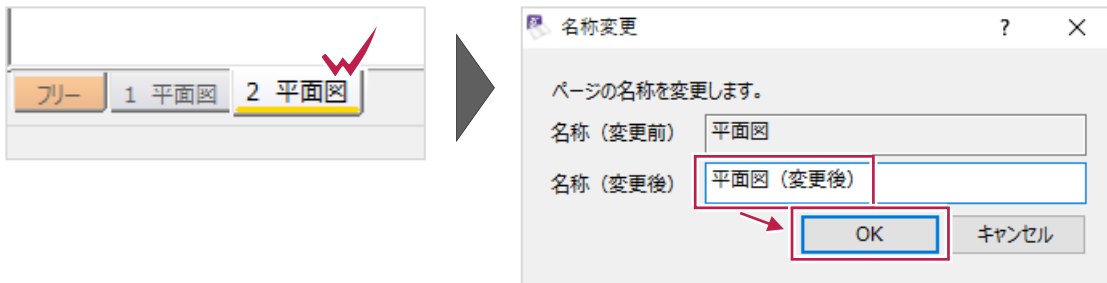 フリー
1 平面図
2 平面図
名称変更
?
ページの名称を変更します。
名称（変更前）
平面図
名称（変更後）
平面図（変更後）
OK
キャンセル